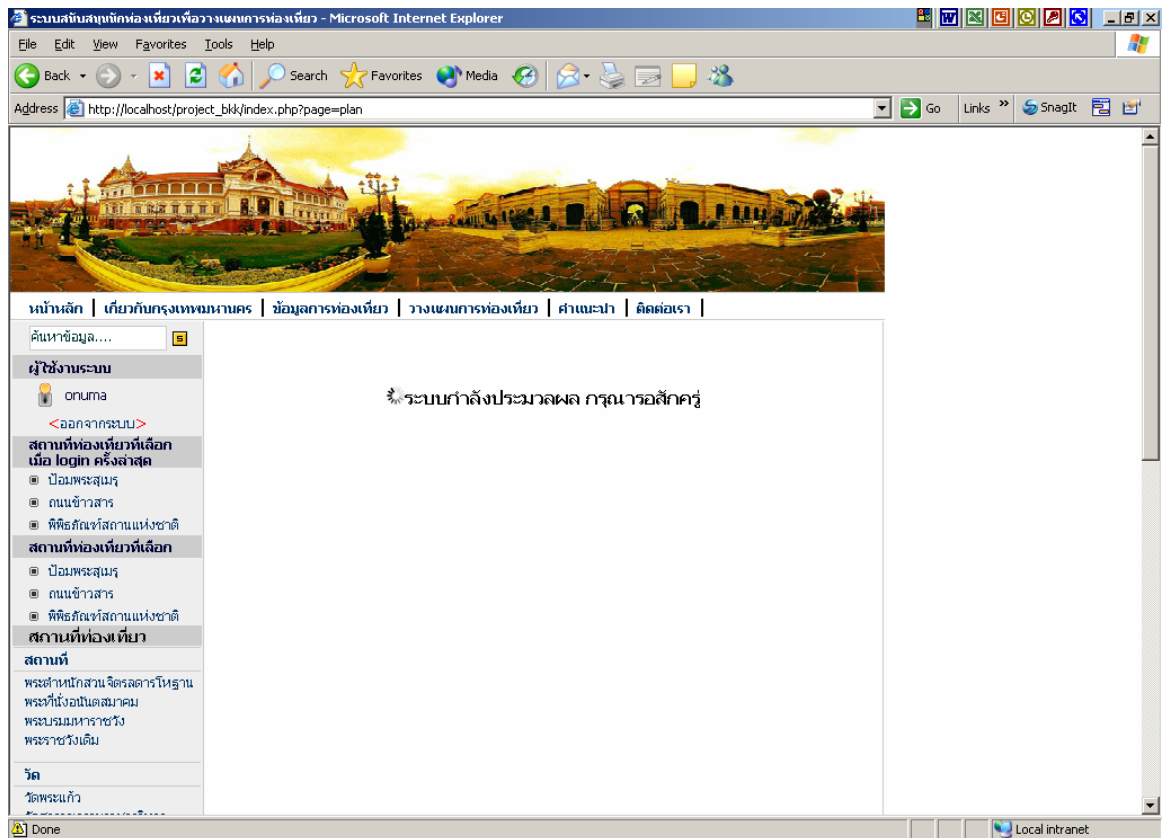 ระบบสนับสนุนนักท่องเที่ยวเพื่อวางแผนการท่องเที่ยว - Microsoft Internet Explorer
File Edit View Favorites Tools Help
Back Search Favorites Media
Address http://localhost/project_bkk/index.php?page=plan Go Links » SnagIt
หน้าหลัก | เกี่ยวกับกรุงเทพมหานคร | ข้อมูลการท่องเที่ยว | วางแผนการท่องเที่ยว | คำแนะนำ | ติดต่อเรา |
ค้นหาข้อมูล....
ผู้ใช้งานระบบ
onuma
ระบบกำลังประมวลผล กรุณารอสักครู่
<ออกจากระบบ>
สถานที่ท่องเที่ยวที่เลือก
เมื่อ login ครั้งล่าสุด
ป้อมพระสุเมรุ
ถนนข้าวสาร
พิพิธภัณฑ์สถานแห่งชาติ
สถานที่ท่องเที่ยวที่เลือก
ป้อมพระสุเมรุ
ถนนข้าวสาร
พิพิธภัณฑ์สถานแห่งชาติ
สถานที่ท่องเที่ยว
สถานที่
พระตำหนักสวนจิตรลดารโหฐาน
พระที่นั่งอนันตสมาคม
พระบรมมหาราชวัง
พระราชวังเดิม
วัด
วัดพระแก้ว
Done Local intranet